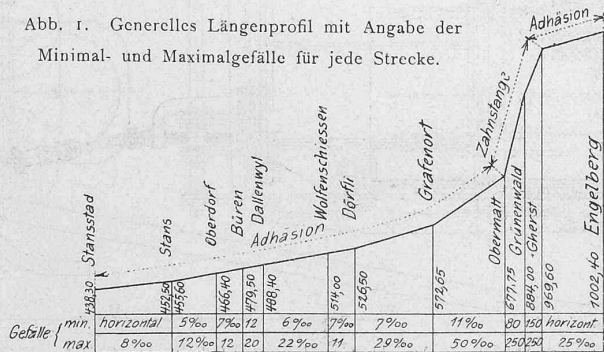 Abb. 1. Generelles Längenprofil mit Angabe der
Minimal- und Maximalgefälle für jede Strecke.
Adhäsion
Zahnstange
Adhäsion
Stansstad
Stans
Oberdorf
Büren
Dallenwyl
Wolfenschiessen
Dörfli
Grafenort
Obermatt
Grünenwald
Gherst
Engelberg
438,30
452,50
455,60
466,40
479,50
488,40
514,00
526,50
572,65
677,75
884,00
969,60
1002,40
Gefälle { min. horizontal 5‰ 7‰ 12 6‰ 7‰ 7‰ 11‰ 80 150 horizont.
max 8‰ 12‰ 12 20 22‰ 11 29‰ 50‰ 250 250 25‰